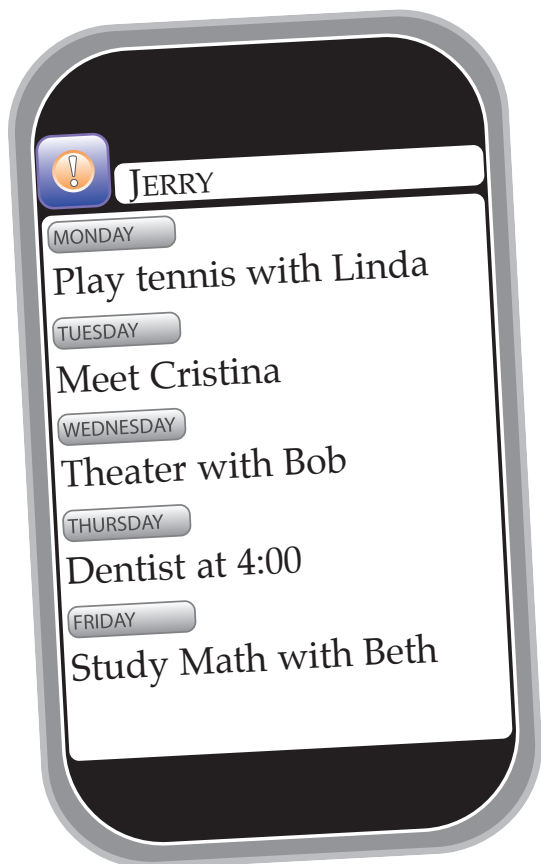 !
JERRY
MONDAY
Play tennis with Linda
TUESDAY
Meet Cristina
WEDNESDAY
Theater with Bob
THURSDAY
Dentist at 4:00
FRIDAY
Study Math with Beth